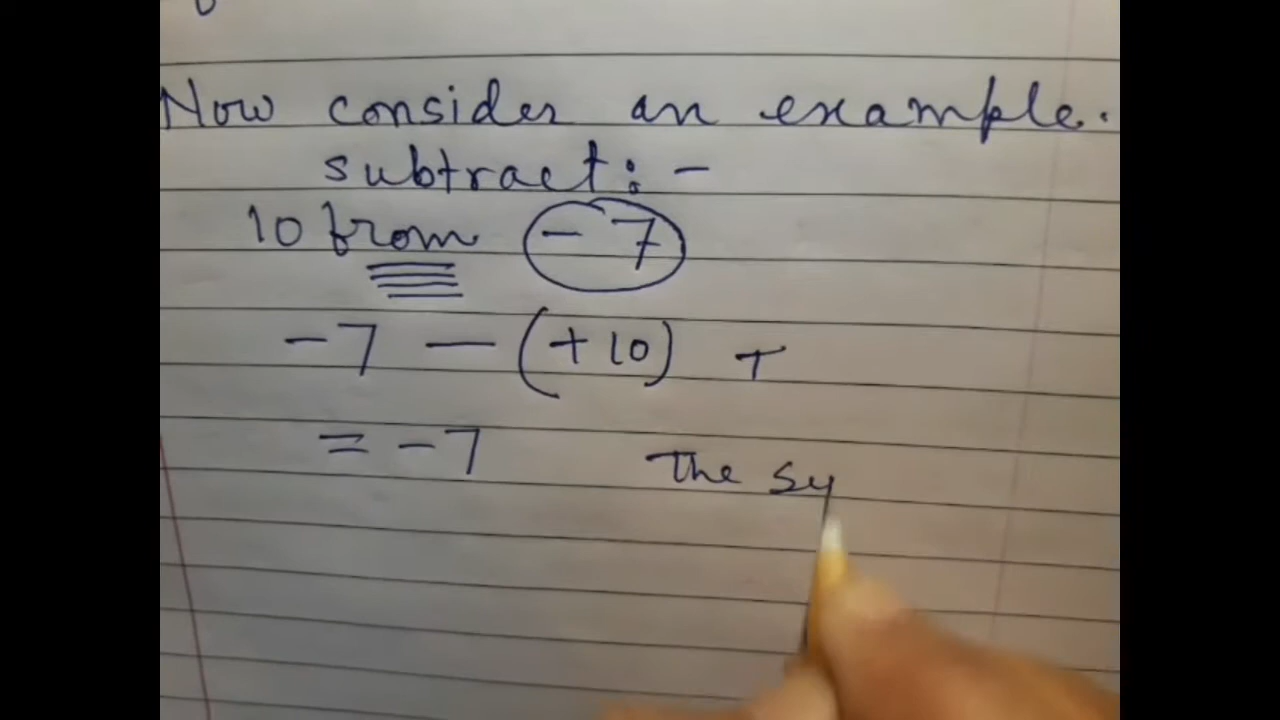 Now consider an example.
subtract:-
10 from -7
-7 - (+10) T
= -7 The Sy